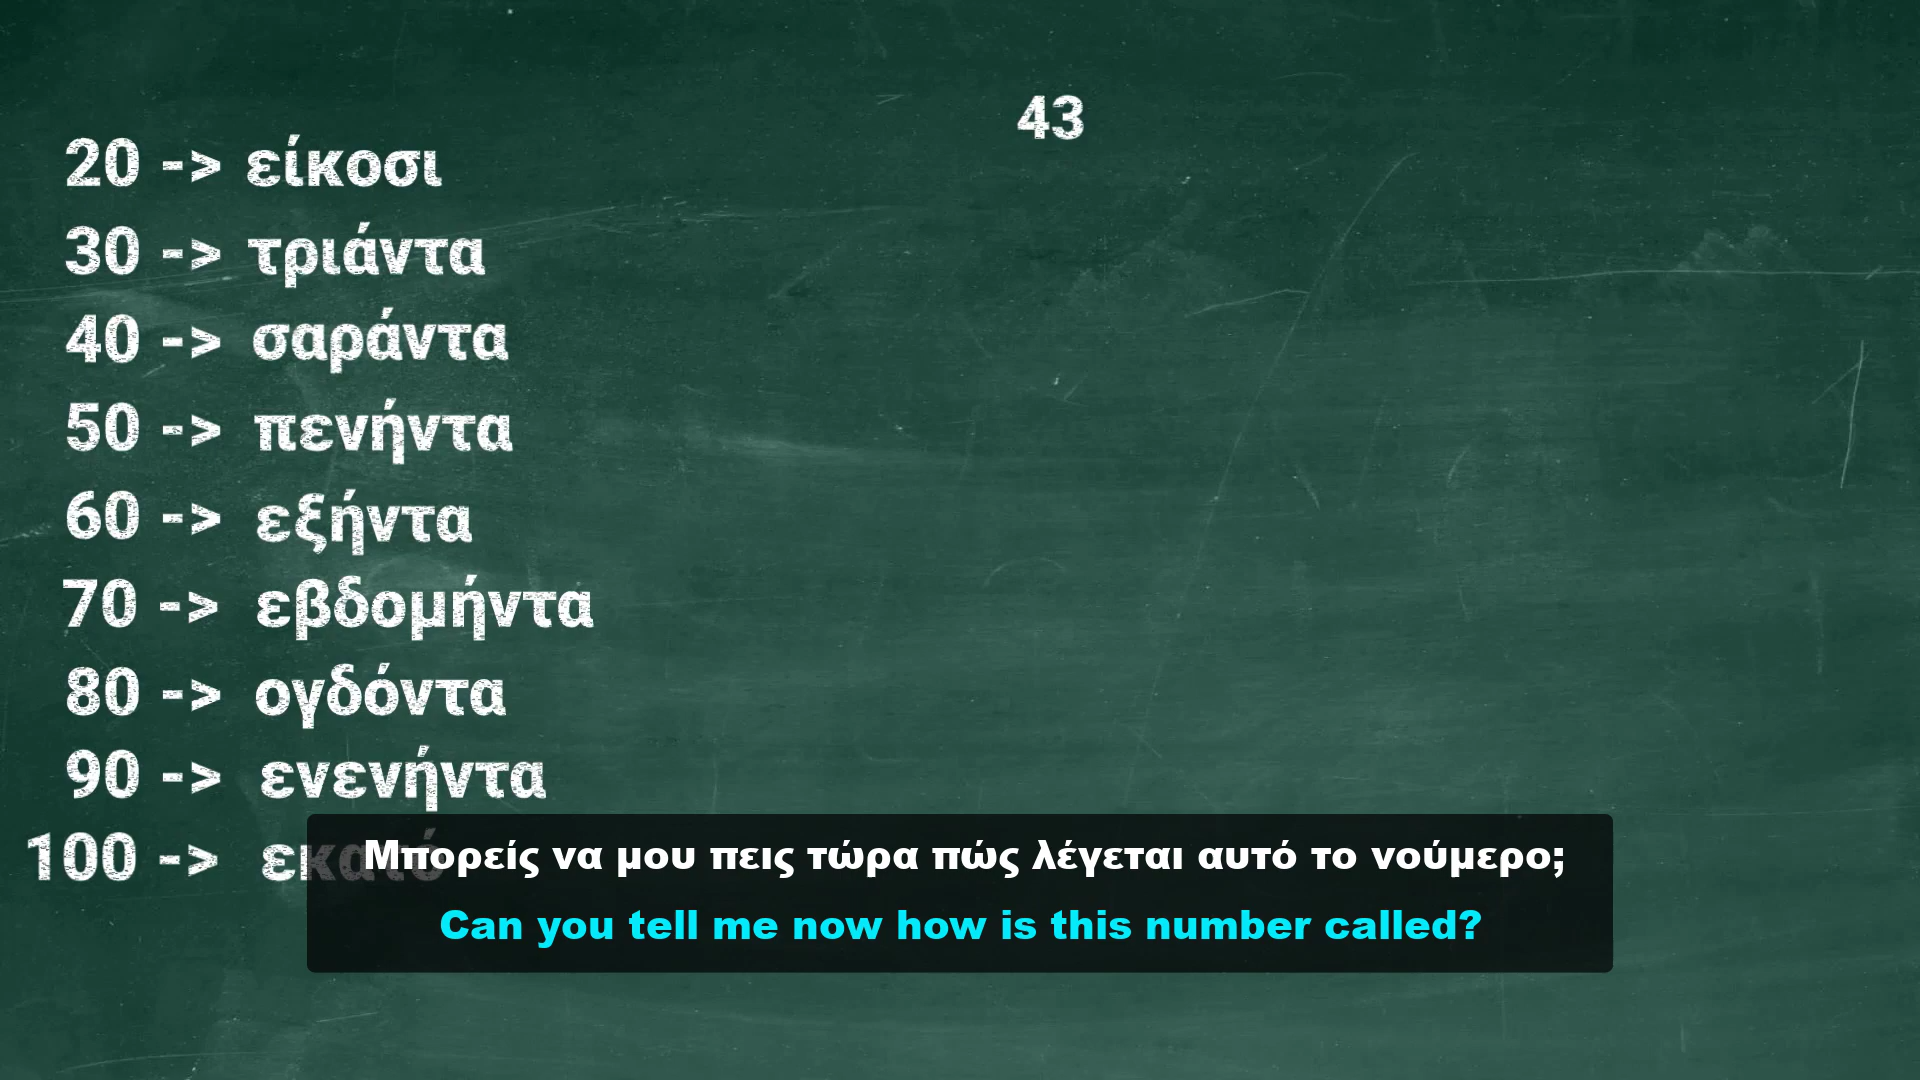 43
20 -> είκοσι
30 -> τριάντα
40 -> σαράντα
50 -> πενήντα
60 -> εξήντα
70 -> εβδομήντα
80 -> ογδόντα
90 -> ενενήντα
100 -> εκατό
Μπορείς να μου πεις τώρα πώς λέγεται αυτό το νούμερο;
Can you tell me now how is this number called?